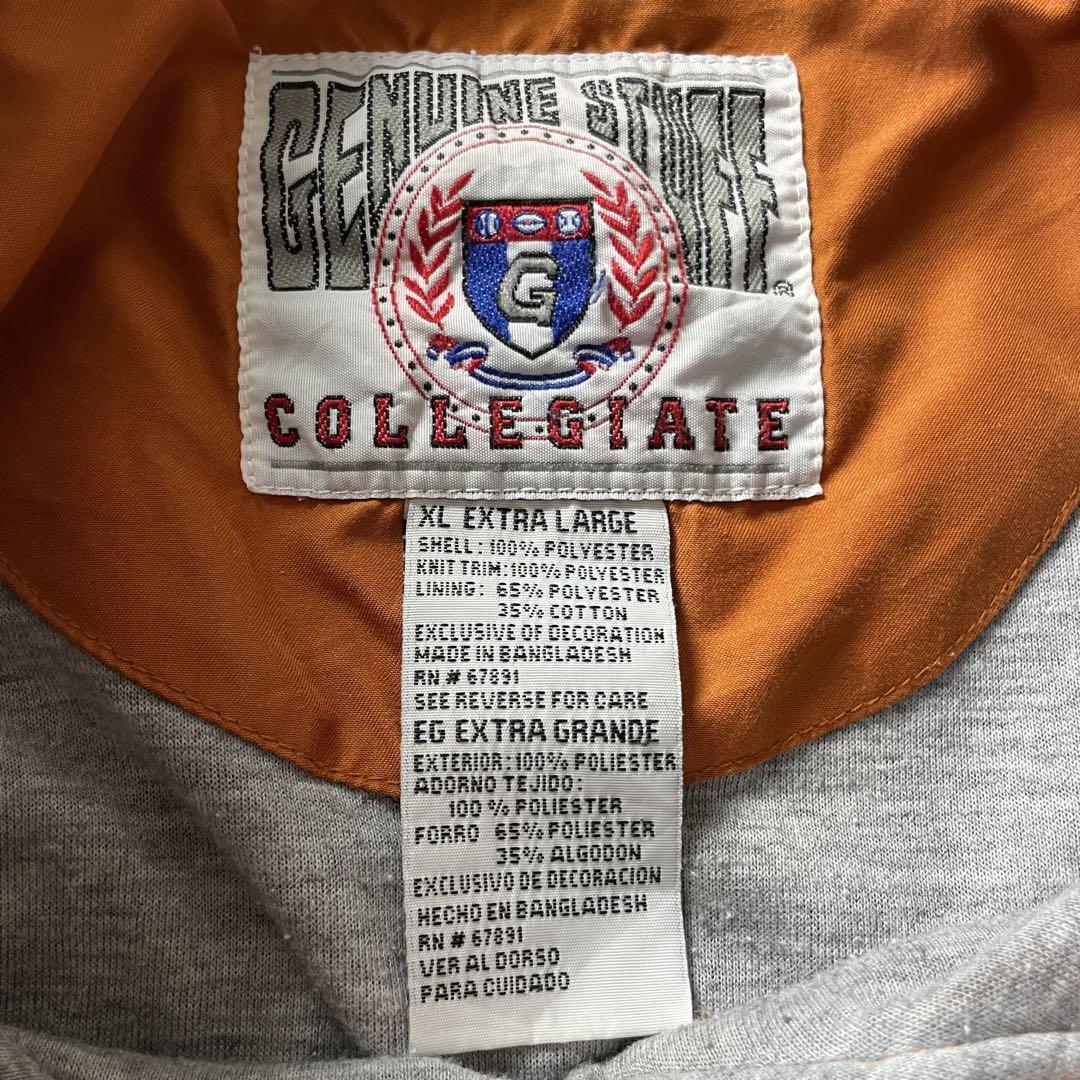 GENUINE STUFF
®
G
COLLEGIATE
XL EXTRA LARGE
SHELL: 100% POLYESTER
KNIT TRIM: 100% POLYESTER
LINING: 65% POLYESTER
35% COTTON
EXCLUSIVE OF DECORATION
MADE IN BANGLADESH
RN # 67891
SEE REVERSE FOR CARE
EG EXTRA GRANDE
EXTERIOR: 100% POLIESTER
ADORNO TEJIDO:
100 % POLIESTER
FORRO 65% POLIESTER
35% ALGODON
EXCLUSIVO DE DECORACION
HECHO EN BANGLADESH
RN # 67891
VER AL DORSO
PARA CUIDADO